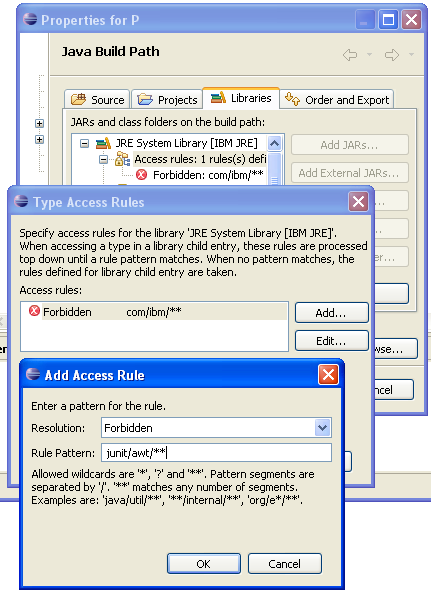 Properties for P
Java Build Path
Source Projects Libraries Order and Export
JARs and class folders on the build path:
JRE System Library [IBM JRE]
Access rules: 1 rules(s) defi
Forbidden: com/ibm/**
Add JARs...
Add External JARs...
Type Access Rules
Specify access rules for the library 'JRE System Library [IBM JRE]'.
When accessing a type in a library child entry, these rules are processed
top down until a rule pattern matches. When no pattern matches, the
rules defined for library child entry are taken.
Access rules:
Forbidden com/ibm/**
Add...
Edit...
Add Access Rule
Enter a pattern for the rule.
Resolution: Forbidden
Rule Pattern: junit/awt/**
Allowed wildcards are '*', '?' and '**'. Pattern segments are
separated by '/'. '**' matches any number of segments.
Examples are: 'java/util/**', '**/internal/**', 'org/e*/**'.
OK Cancel